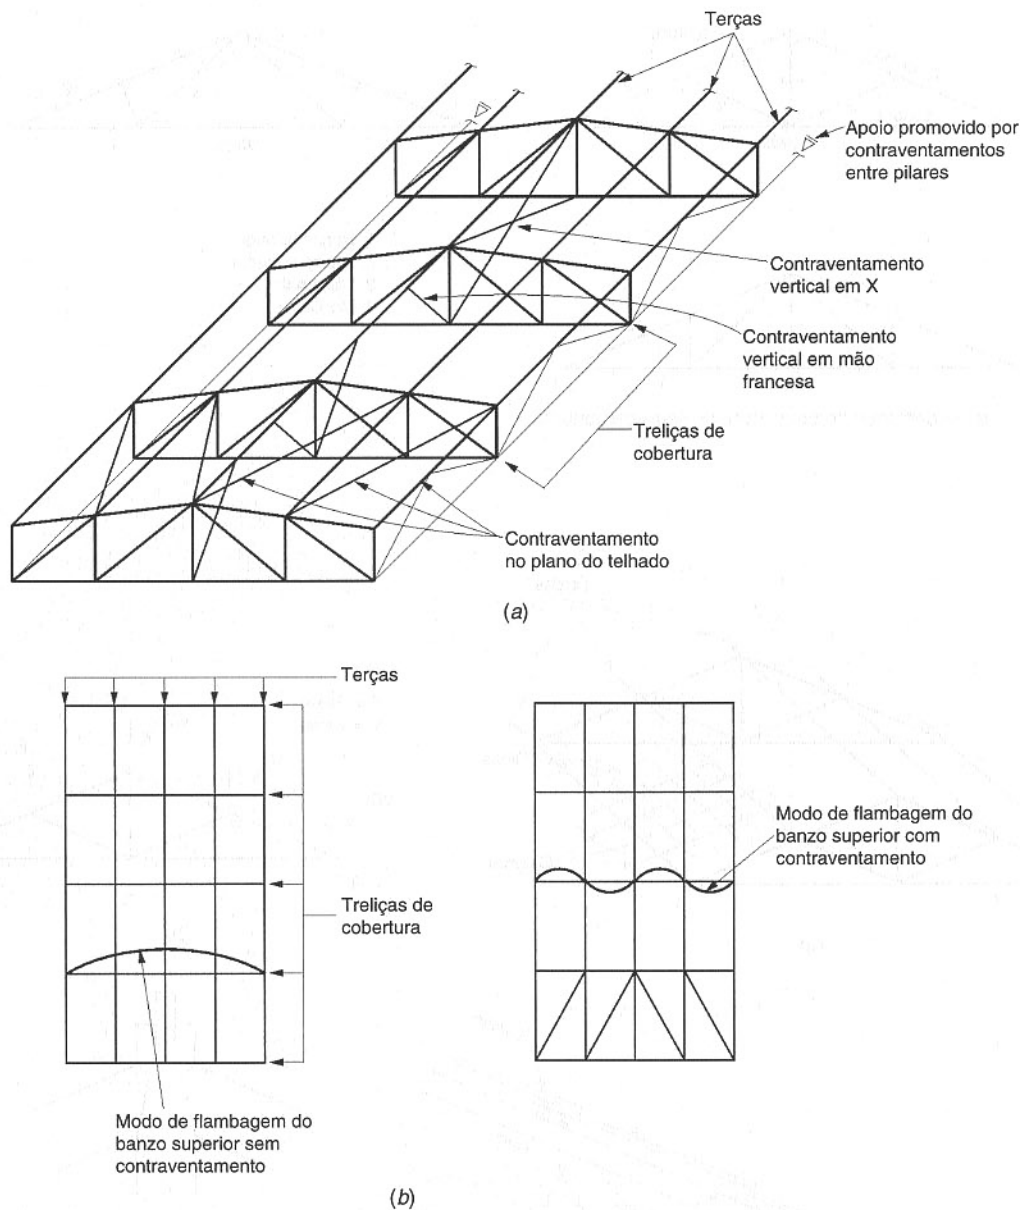 Terças
Apoio promovido por
contraventamentos
entre pilares
Contraventamento
vertical em X
Contraventamento
vertical em mão
francesa
Treliças de
cobertura
Contraventamento
no plano do telhado
(a)
Terças
Modo de flambagem do
banzo superior com
contraventamento
Treliças de
cobertura
Modo de flambagem do
banzo superior sem
contraventamento
(b)